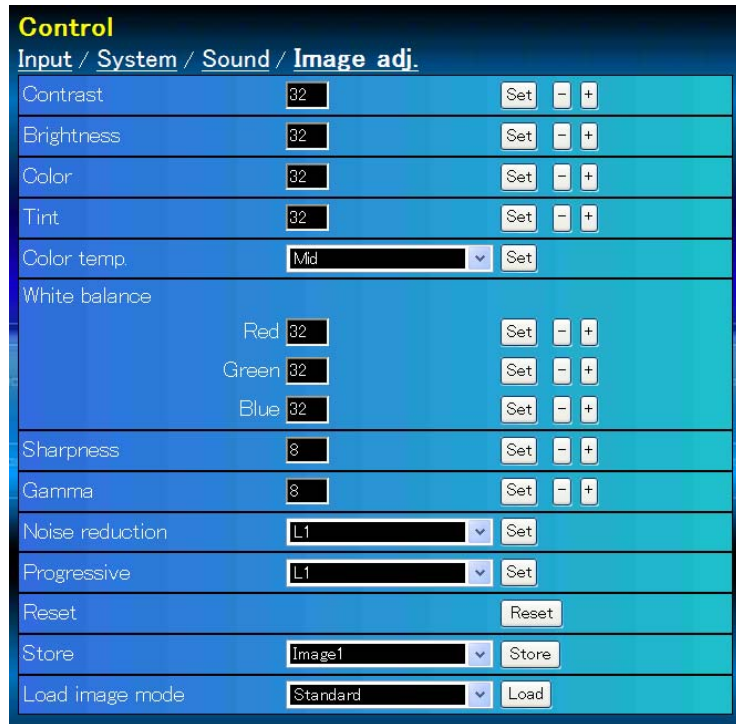 Control
Input / System / Sound / Image adj.
Contrast 32 Set - +
Brightness 32 Set - +
Color 32 Set - +
Tint 32 Set - +
Color temp. Mid Set
White balance
Red 32 Set - +
Green 32 Set - +
Blue 32 Set - +
Sharpness 8 Set - +
Gamma 8 Set - +
Noise reduction L1 Set
Progressive L1 Set
Reset Reset
Store Image1 Store
Load image mode Standard Load